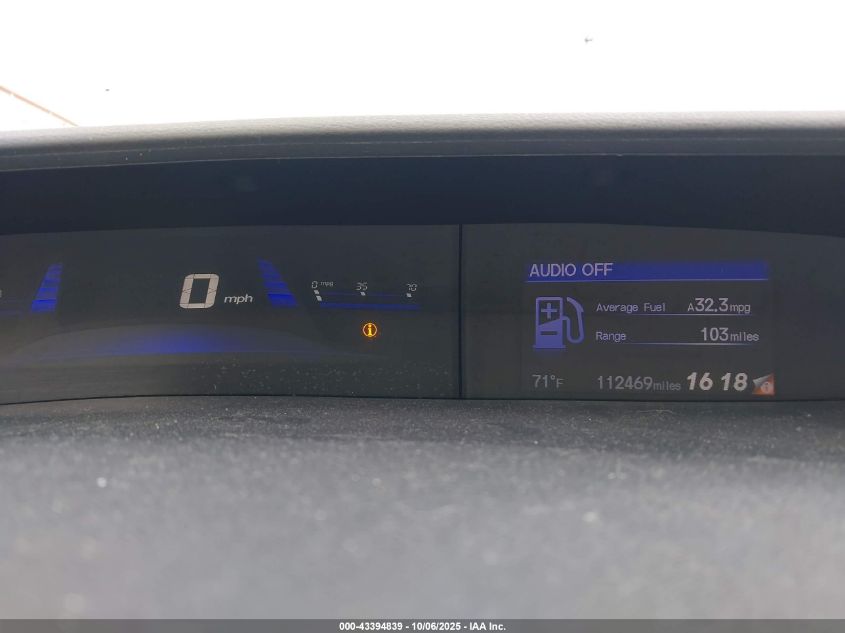 AUDIO OFF
0 mph
0 mpg 35 70
Average Fuel A32.3mpg
Range 103miles
71°F 112469miles 16 18
000-43394839 - 10/06/2025 - IAA Inc.